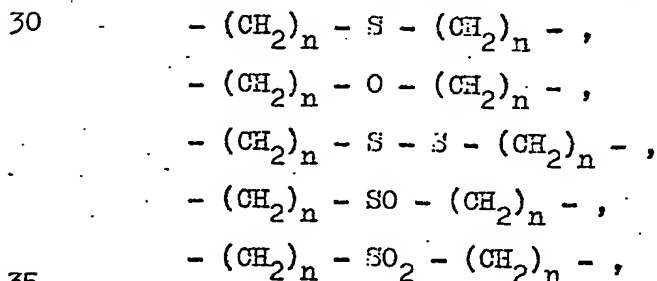 30 - (CH₂)ₙ - S - (CH₂)ₙ - ,
- (CH₂)ₙ - O - (CH₂)ₙ - ,
- (CH₂)ₙ - S - S - (CH₂)ₙ - ,
- (CH₂)ₙ - SO - (CH₂)ₙ - ,
- (CH₂)ₙ - SO₂ - (CH₂)ₙ - ,
35